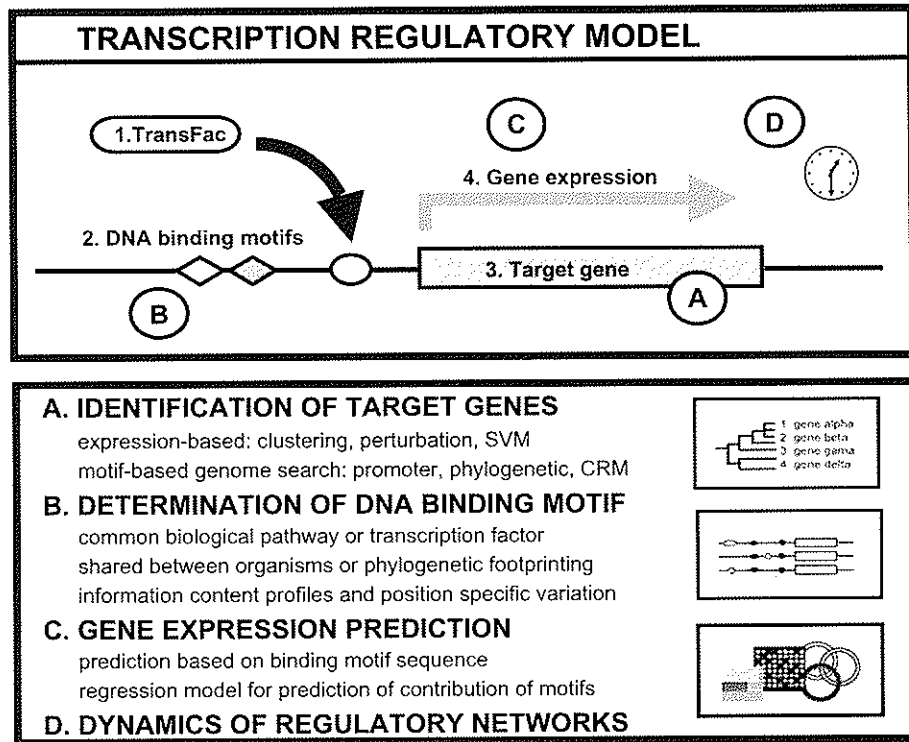 TRANSCRIPTION REGULATORY MODEL
1.TransFac
C
D
4. Gene expression
2. DNA binding motifs
3. Target gene
B
A
A. IDENTIFICATION OF TARGET GENES
expression-based: clustering, perturbation, SVM
motif-based genome search: promoter, phylogenetic, CRM
1 gene alpha
2 gene beta
3 gene gama
4 gene delta
B. DETERMINATION OF DNA BINDING MOTIF
common biological pathway or transcription factor
shared between organisms or phylogenetic footprinting
information content profiles and position specific variation
C. GENE EXPRESSION PREDICTION
prediction based on binding motif sequence
regression model for prediction of contribution of motifs
D. DYNAMICS OF REGULATORY NETWORKS